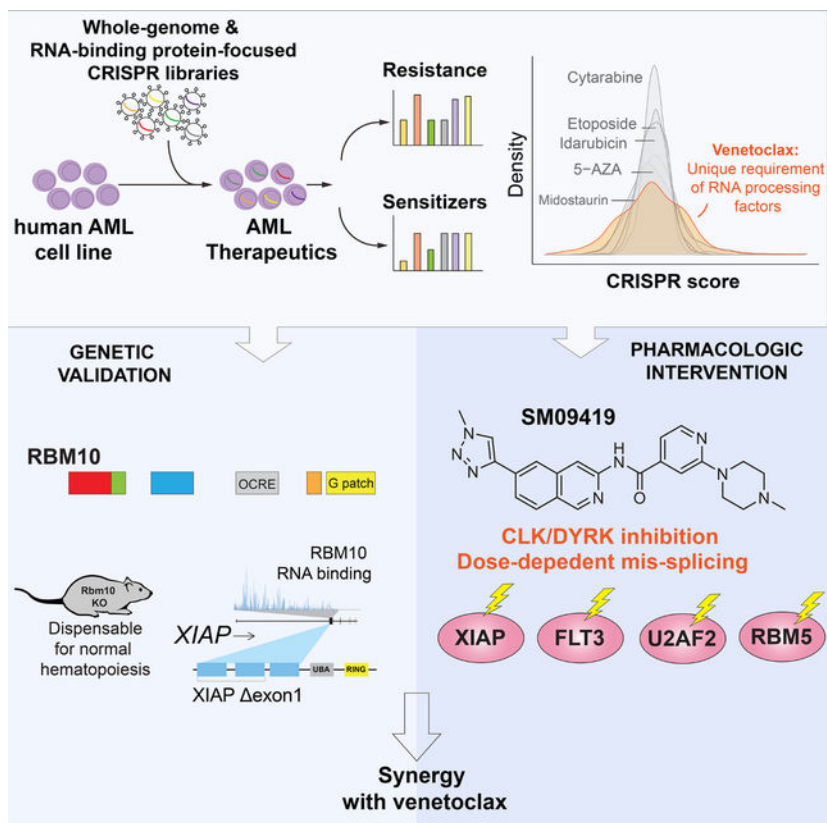 Whole-genome &
RNA-binding protein-focused
CRISPR libraries
human AML
cell line
AML
Therapeutics
Resistance
Sensitizers
Density
Cytarabine
Etoposide
Idarubicin
5-AZA
Midostaurin
Venetoclax:
Unique requirement
of RNA processing
factors
CRISPR score
GENETIC
VALIDATION
RBM10
OCRE
G patch
Rbm10
KO
Dispensable
for normal
hematopoiesis
RBM10
RNA binding
XIAP
UBA
RING
XIAP Δexon1
PHARMACOLOGIC
INTERVENTION
SM09419
N
N
N
N
H
N
O
N
N
N
CLK/DYRK inhibition
Dose-depedent mis-splicing
XIAP
FLT3
U2AF2
RBM5
Synergy
with venetoclax